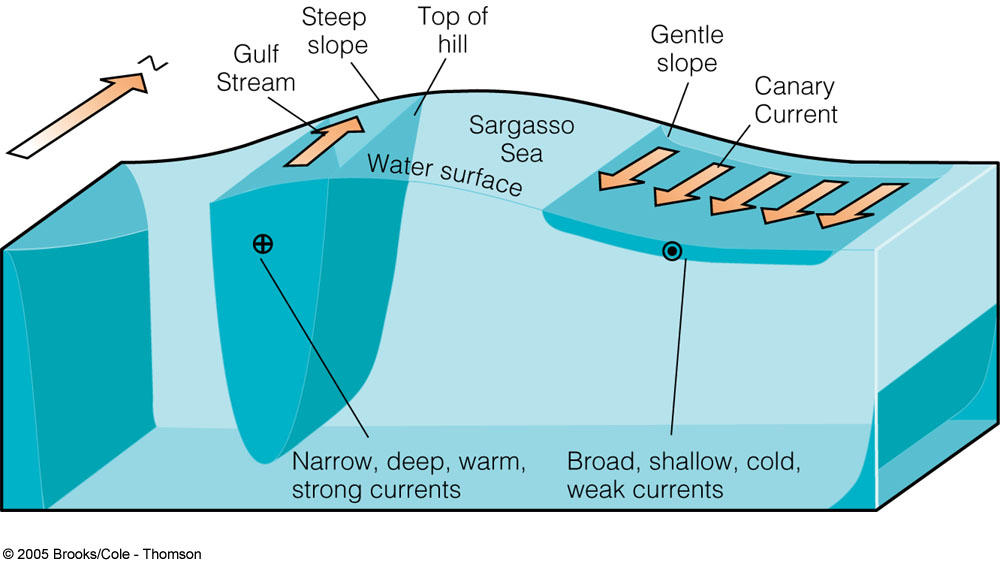 N
Gulf
Stream
Steep
slope
Top of
hill
Sargasso
Sea
Water surface
Gentle
slope
Canary
Current
Narrow, deep, warm,
strong currents
Broad, shallow, cold,
weak currents
© 2005 Brooks/Cole - Thomson